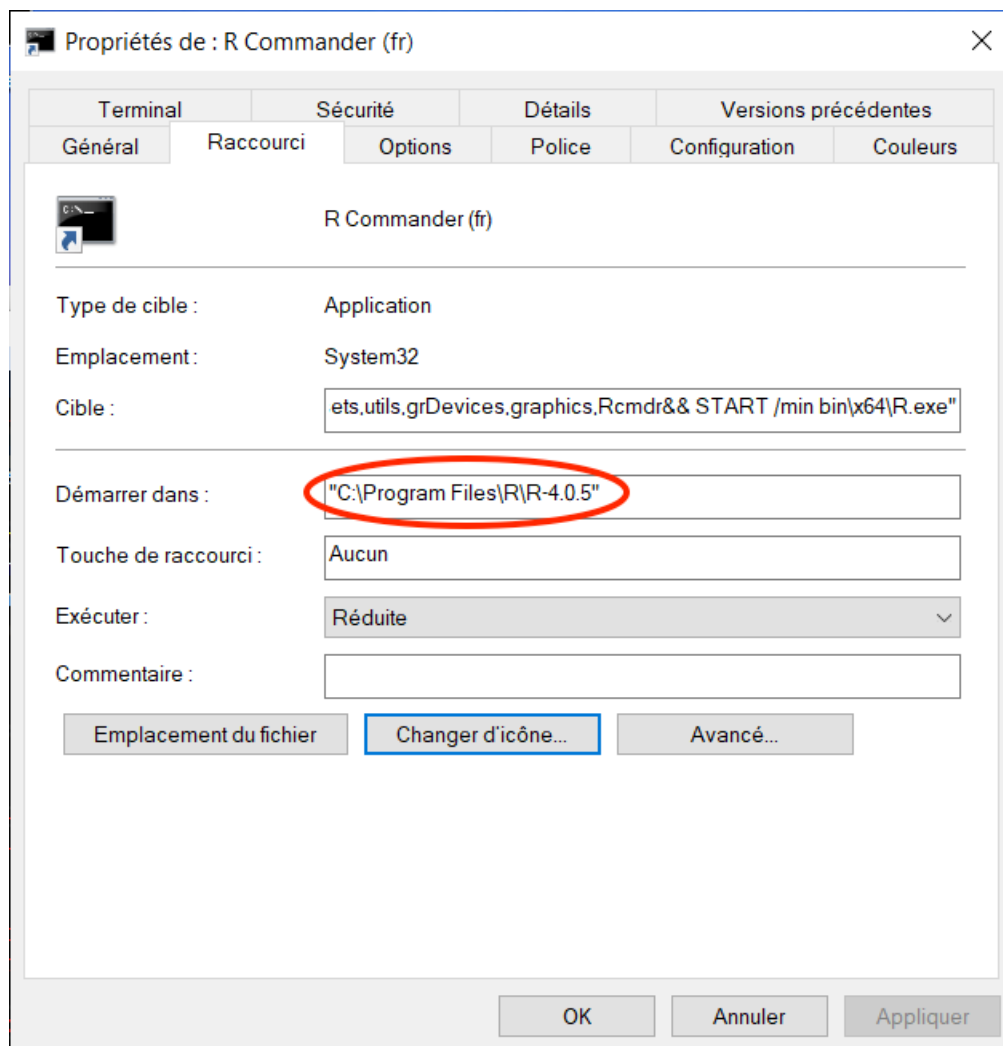 Propriétés de : R Commander (fr)
Terminal Sécurité Détails Versions précédentes
Général Raccourci Options Police Configuration Couleurs
C:\_
R Commander (fr)
Type de cible : Application
Emplacement : System32
Cible : ets,utils,grDevices,graphics,Rcmdr&& START /min bin\x64\R.exe"
Démarrer dans : "C:\Program Files\R\R-4.0.5"
Touche de raccourci : Aucun
Exécuter : Réduite
Commentaire :
Emplacement du fichier Changer d'icône... Avancé...
OK Annuler Appliquer